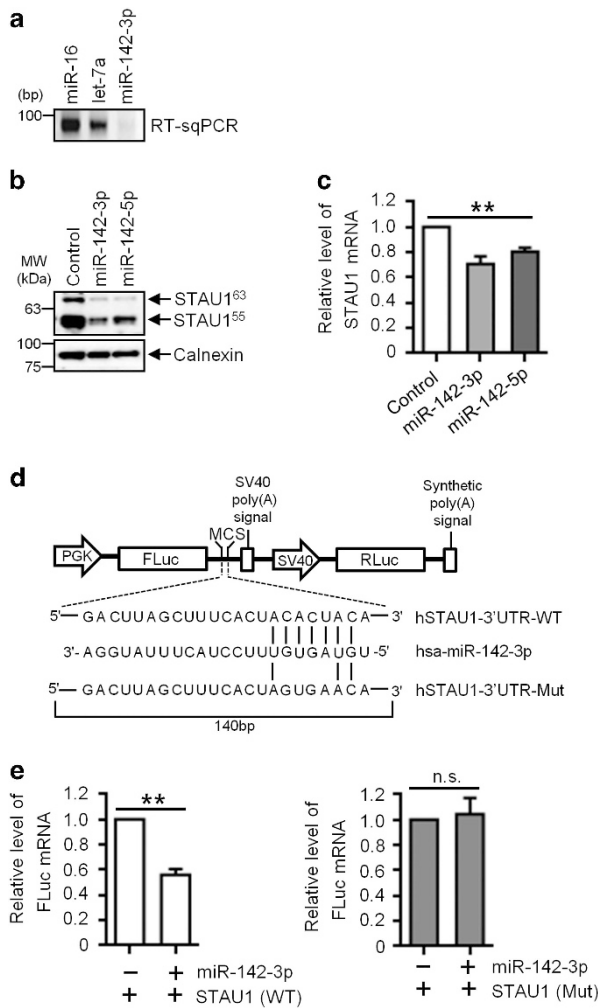 a
miR-16
let-7a
miR-142-3p
(bp)
100
RT-sqPCR
b
Control
miR-142-3p
miR-142-5p
MW
(kDa)
63
STAU1⁶³
STAU1⁵⁵
100
75
Calnexin
c
Relative level of
STAU1 mRNA
1.2
1.0
0.8
0.6
0.4
0.2
0
**
Control
miR-142-3p
miR-142-5p
d
SV40
poly(A)
signal
Synthetic
poly(A)
signal
MCS
PGK
FLuc
SV40
RLuc
5'— GACUUAGCUUUCACUACACUACA — 3' hSTAU1-3'UTR-WT
3'- AGGUAUUUCAUCCUUUGUGAUGU -5' hsa-miR-142-3p
5'— GACUUAGCUUUCACUAGUGAACA — 3' hSTAU1-3'UTR-Mut
140bp
e
Relative level of
FLuc mRNA
1.2
1.0
0.8
0.6
0.4
0.2
0
**
– + miR-142-3p
+ + STAU1 (WT)
Relative level of
FLuc mRNA
1.2
1.0
0.8
0.6
0.4
0.2
0
n.s.
– + miR-142-3p
+ + STAU1 (Mut)